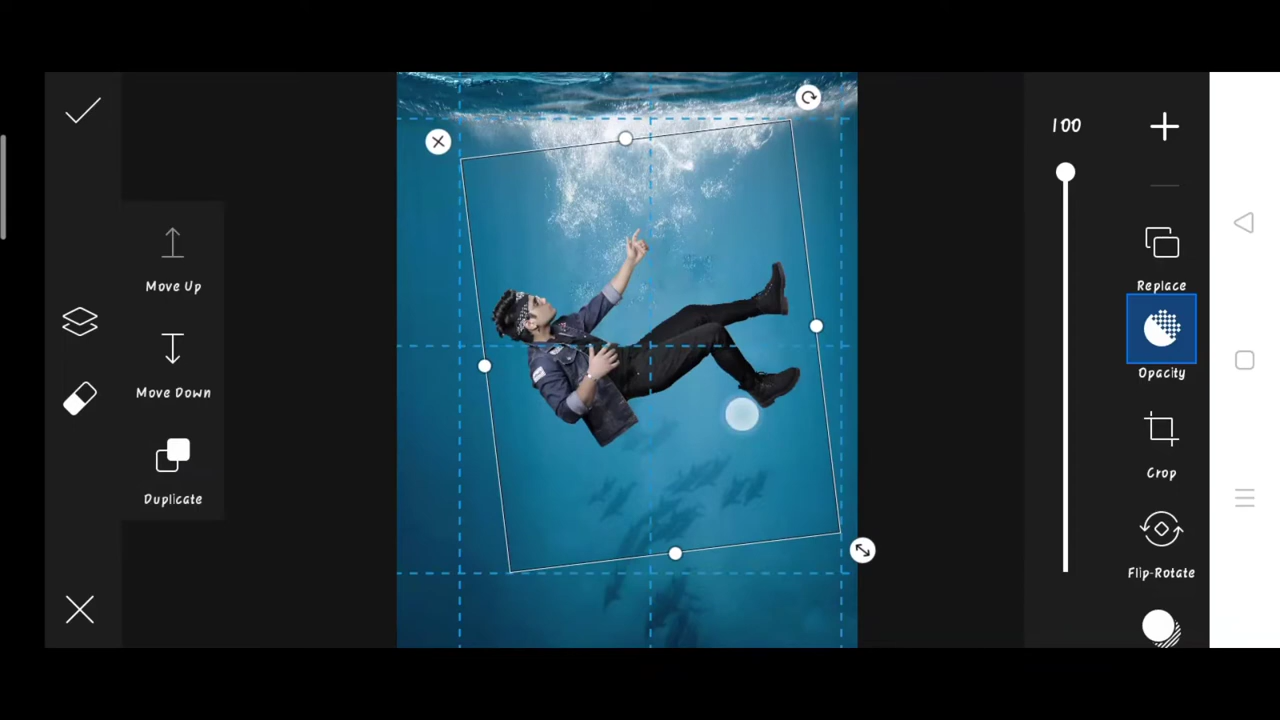 100
Move Up
Replace
Opacity
Move Down
Crop
Duplicate
Flip-Rotate